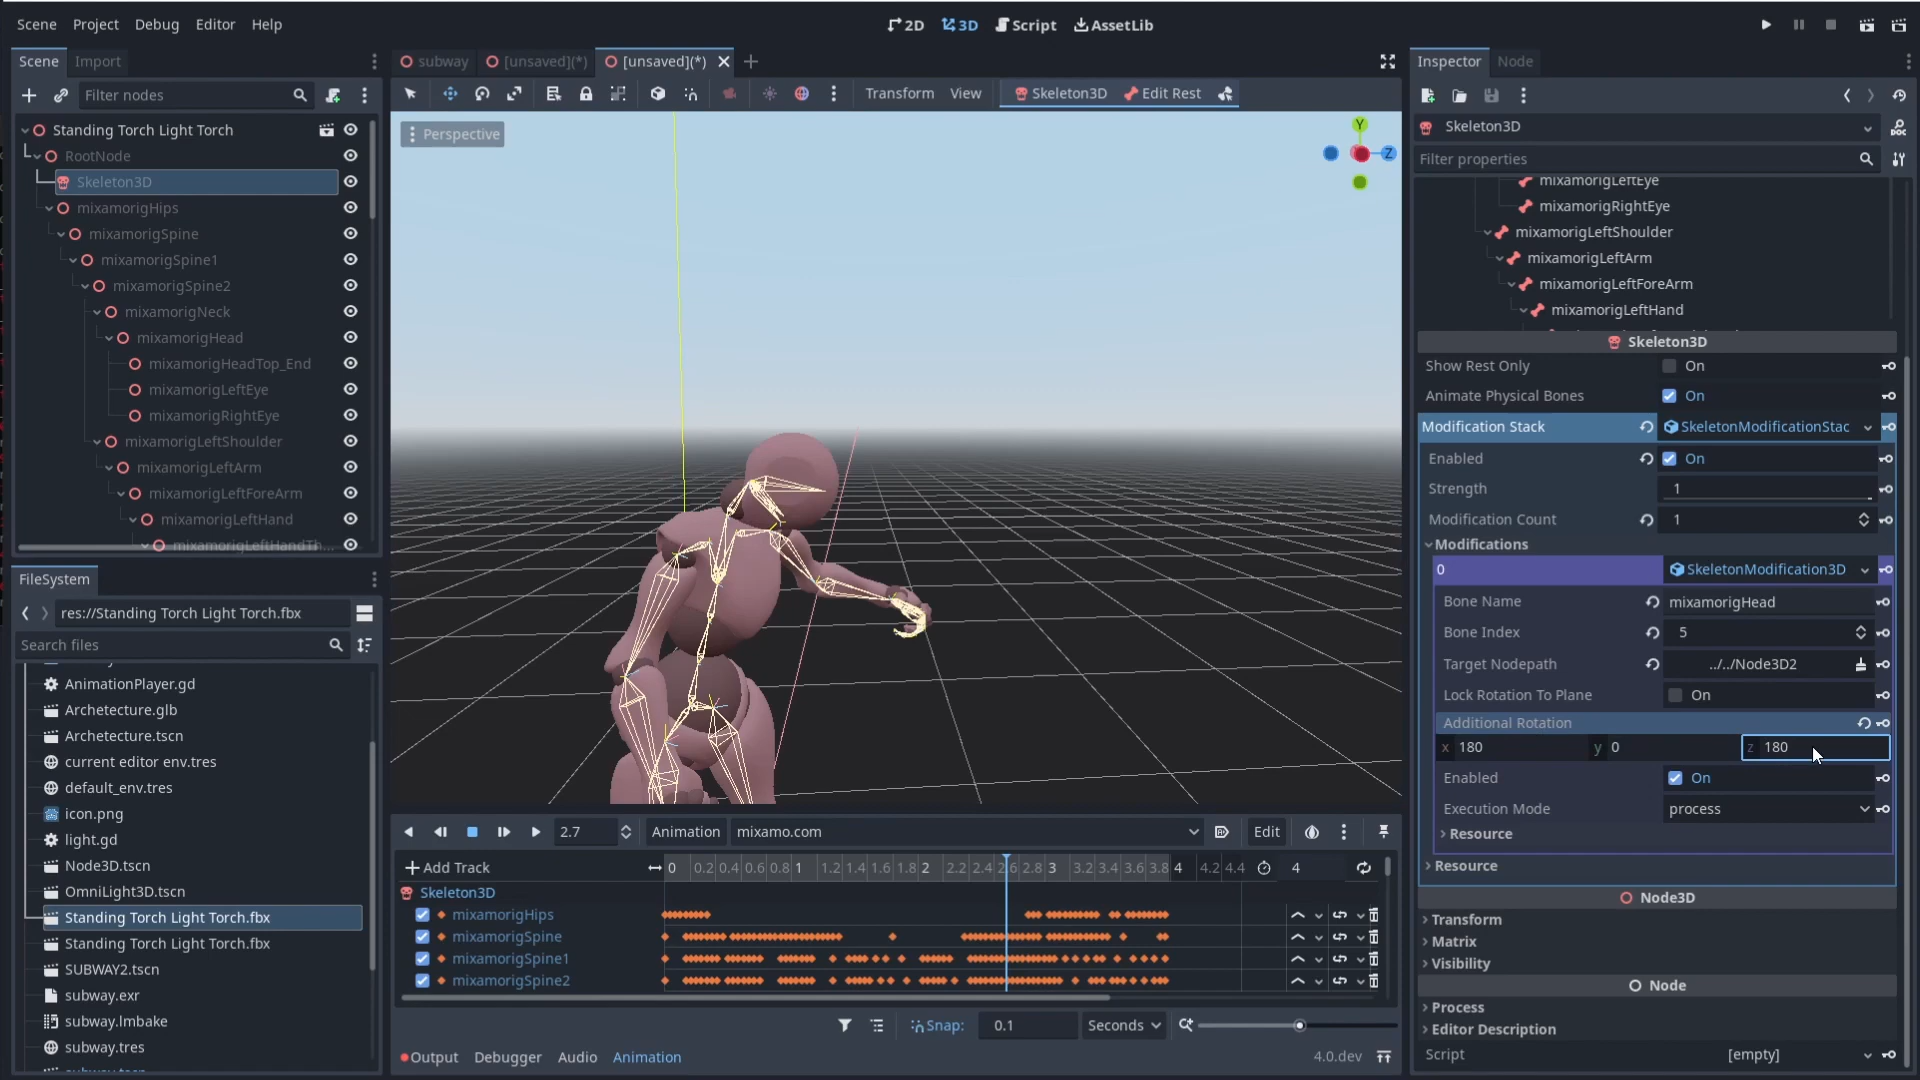 Scene Project Debug Editor Help
2D 3D Script AssetLib
Scene Import
Filter nodes
Standing Torch Light Torch
RootNode
Skeleton3D
mixamorigHips
mixamorigSpine
mixamorigSpine1
mixamorigSpine2
mixamorigNeck
mixamorigHead
mixamorigHeadTop_End
mixamorigLeftEye
mixamorigRightEye
mixamorigLeftShoulder
mixamorigLeftArm
mixamorigLeftForeArm
mixamorigLeftHand
mixamorigLeftHandTh...
FileSystem
res://Standing Torch Light Torch.fbx
Search files
AnimationPlayer.gd
Archetecture.glb
Archetecture.tscn
current editor env.tres
default_env.tres
icon.png
light.gd
Node3D.tscn
OmniLight3D.tscn
Standing Torch Light Torch.fbx
Standing Torch Light Torch.fbx
SUBWAY2.tscn
subway.exr
subway.lmbake
subway.tres
subway [unsaved](*) [unsaved](*)
Transform View Skeleton3D Edit Rest
Perspective
Y
Z
2.7 Animation mixamo.com Edit
Add Track 0 0.2 0.4 0.6 0.8 1 1.2 1.4 1.6 1.8 2 2.2 2.4 2.6 2.8 3 3.2 3.4 3.6 3.8 4 4.2 4.4 4
Skeleton3D
mixamorigHips
mixamorigSpine
mixamorigSpine1
mixamorigSpine2
Snap: 0.1 Seconds
Output Debugger Audio Animation 4.0.dev
Inspector Node
Skeleton3D
DOC
Filter properties
mixamorigLeftEye
mixamorigRightEye
mixamorigLeftShoulder
mixamorigLeftArm
mixamorigLeftForeArm
mixamorigLeftHand
Skeleton3D
Show Rest Only On
Animate Physical Bones On
Modification Stack SkeletonModificationStac
Enabled On
Strength 1
Modification Count 1
Modifications
0 SkeletonModification3D
Bone Name mixamorigHead
Bone Index 5
Target Nodepath ../../Node3D2
Lock Rotation To Plane On
Additional Rotation
x 180 y 0 z 180
Enabled On
Execution Mode process
Resource
Resource
Node3D
Transform
Matrix
Visibility
Node
Process
Editor Description
Script [empty]